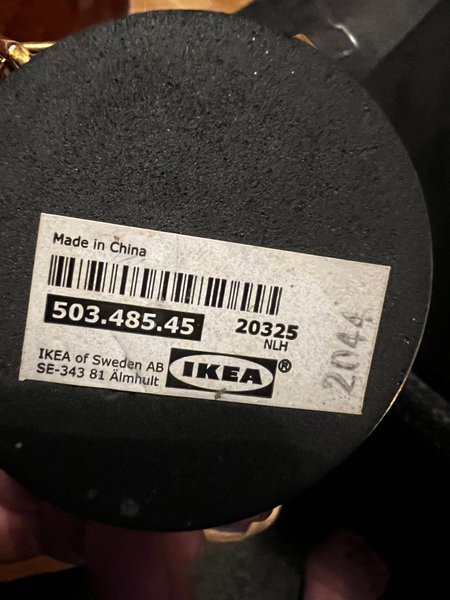 Made in China
503.485.45 20325
NLH
IKEA of Sweden AB
SE-343 81 Älmhult
IKEA®
2044